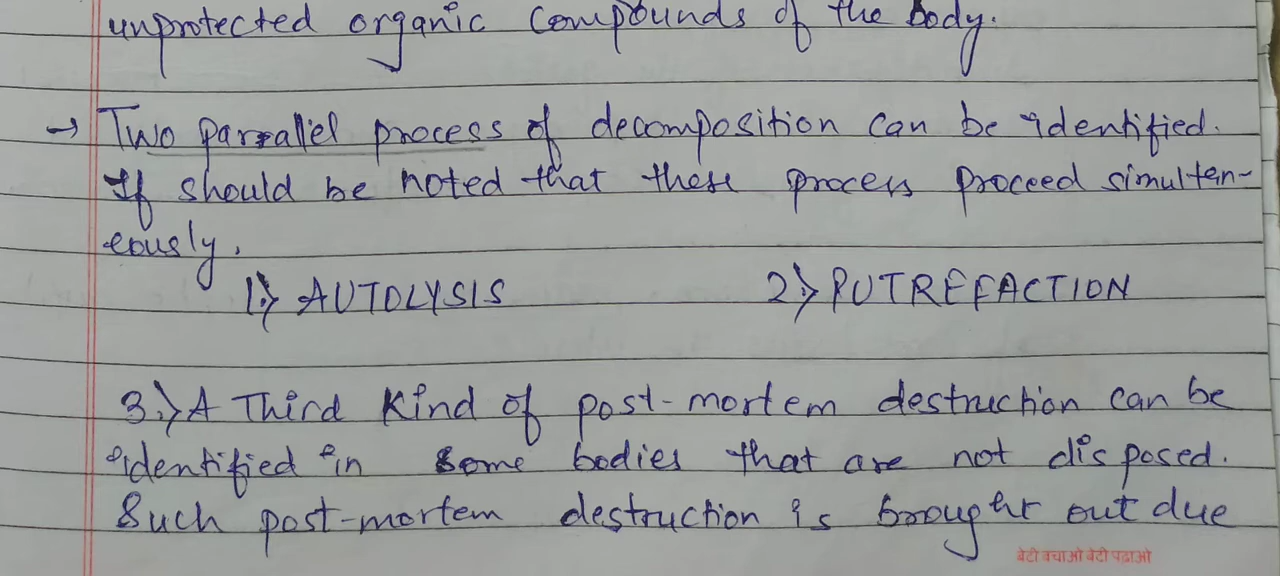 unprotected organic compounds of the body.
→ Two parallel process of decomposition can be identified.
If should be noted that these process proceed simulten-
eously.
1.) AUTOLYSIS 2.) PUTREFACTION
3.) A Third Kind of post-mortem destruction can be
identified in some bodies that are not disposed.
Such post-mortem destruction is brought out due
बेटी बचाओ बेटी पढ़ाओ